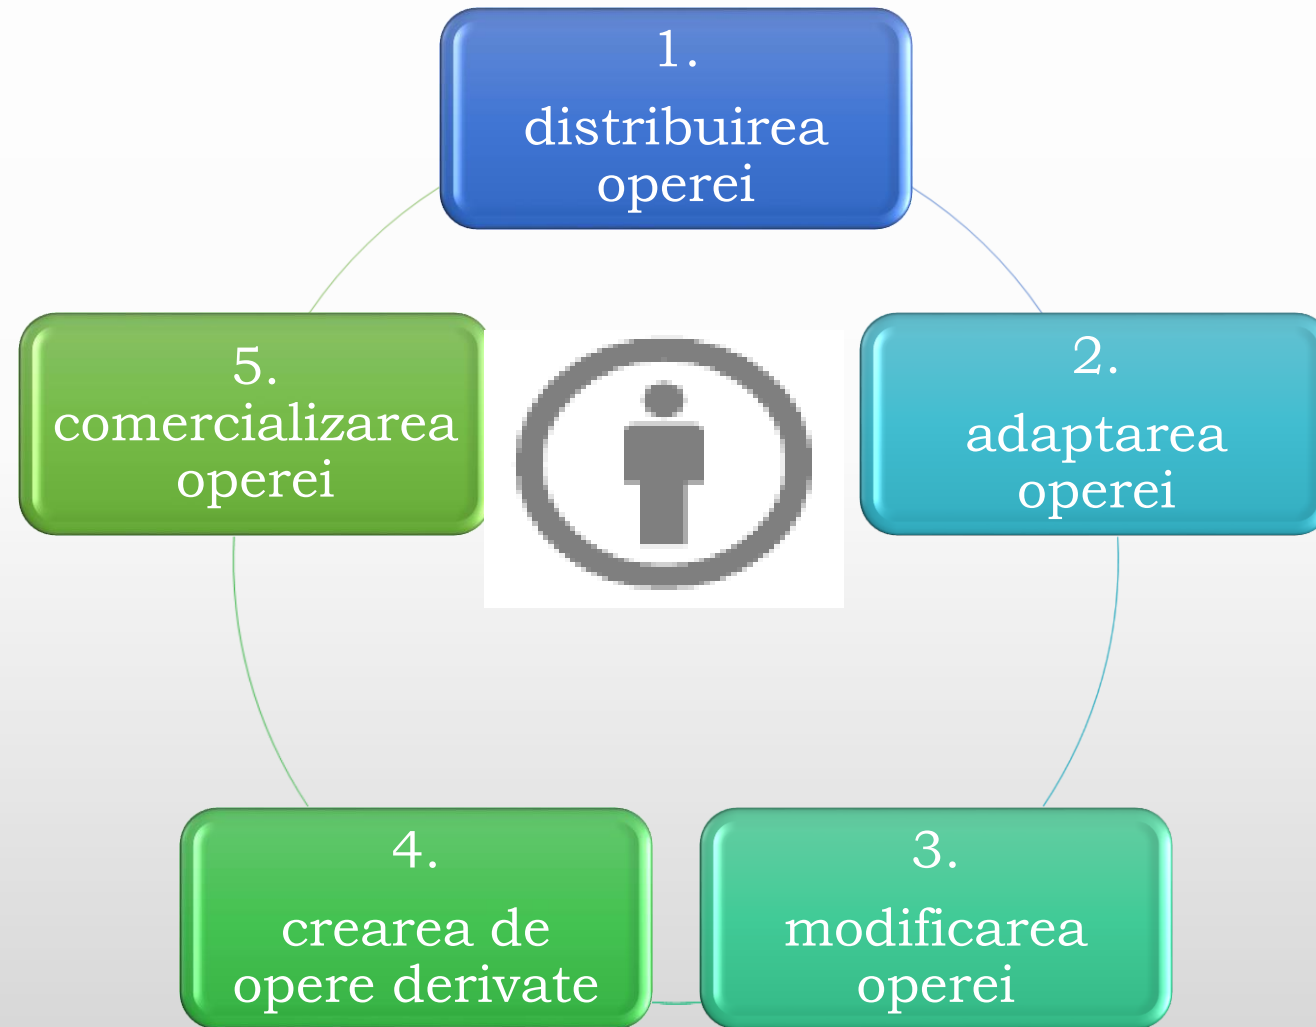 1.
distribuirea
operei
2.
adaptarea
operei
3.
modificarea
operei
4.
crearea de
opere derivate
5.
comercializarea
operei